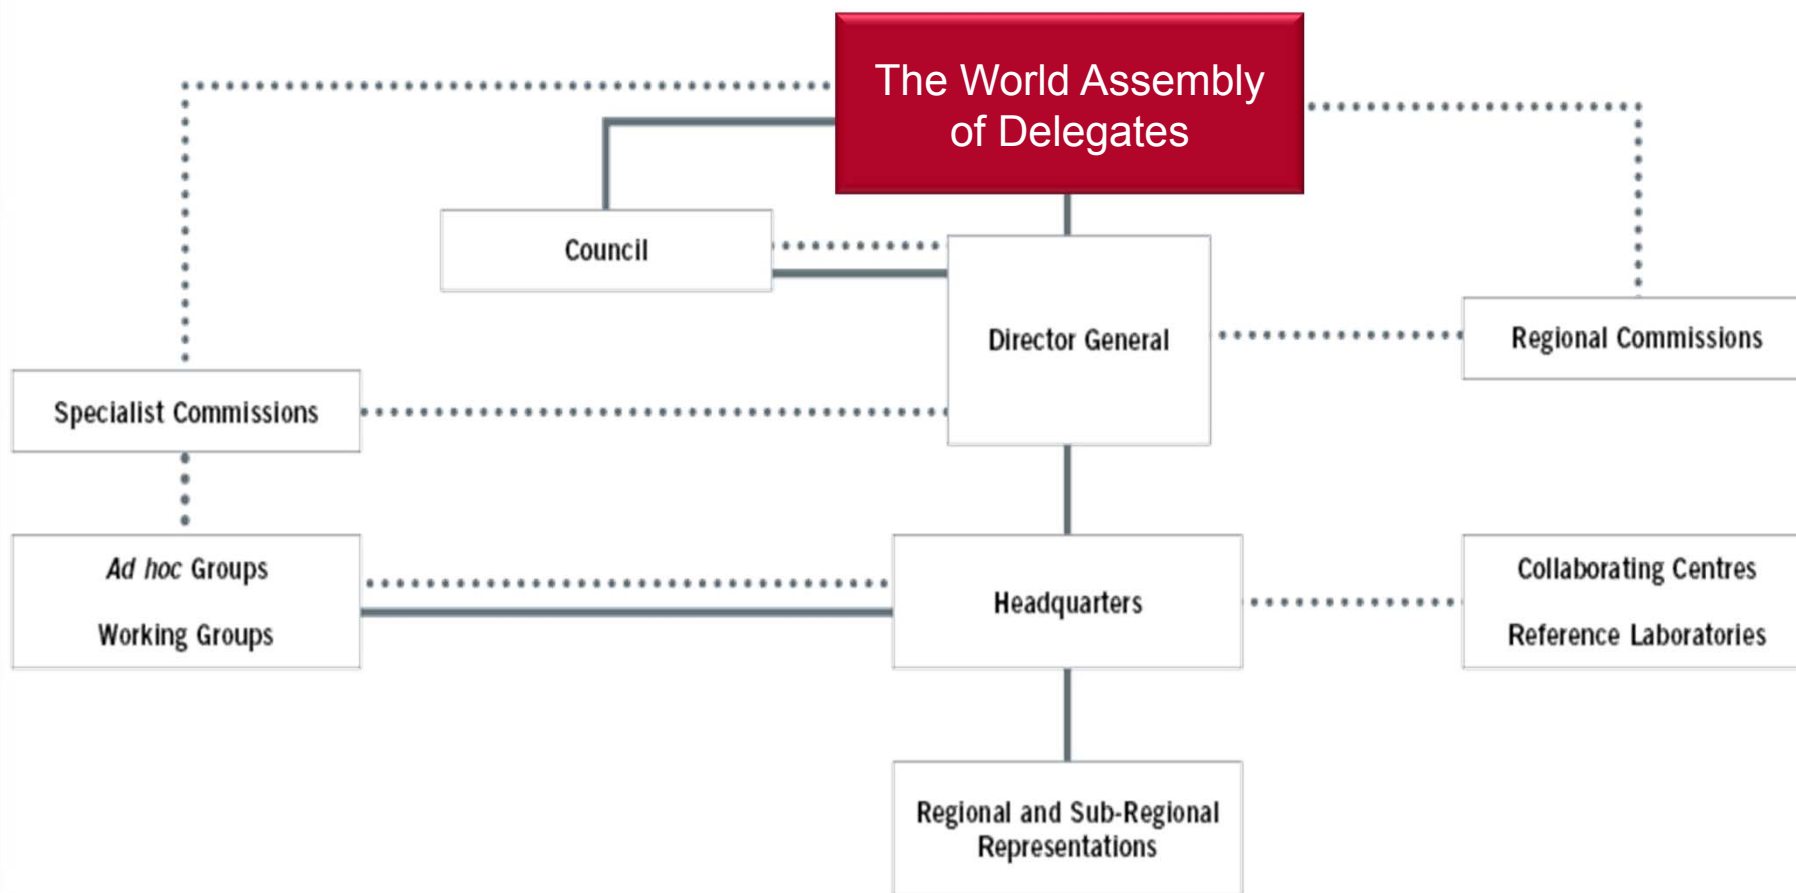 The World Assembly
of Delegates
Council
Director General
Regional Commissions
Specialist Commissions
Ad hoc Groups
Working Groups
Headquarters
Collaborating Centres
Reference Laboratories
Regional and Sub-Regional
Representations